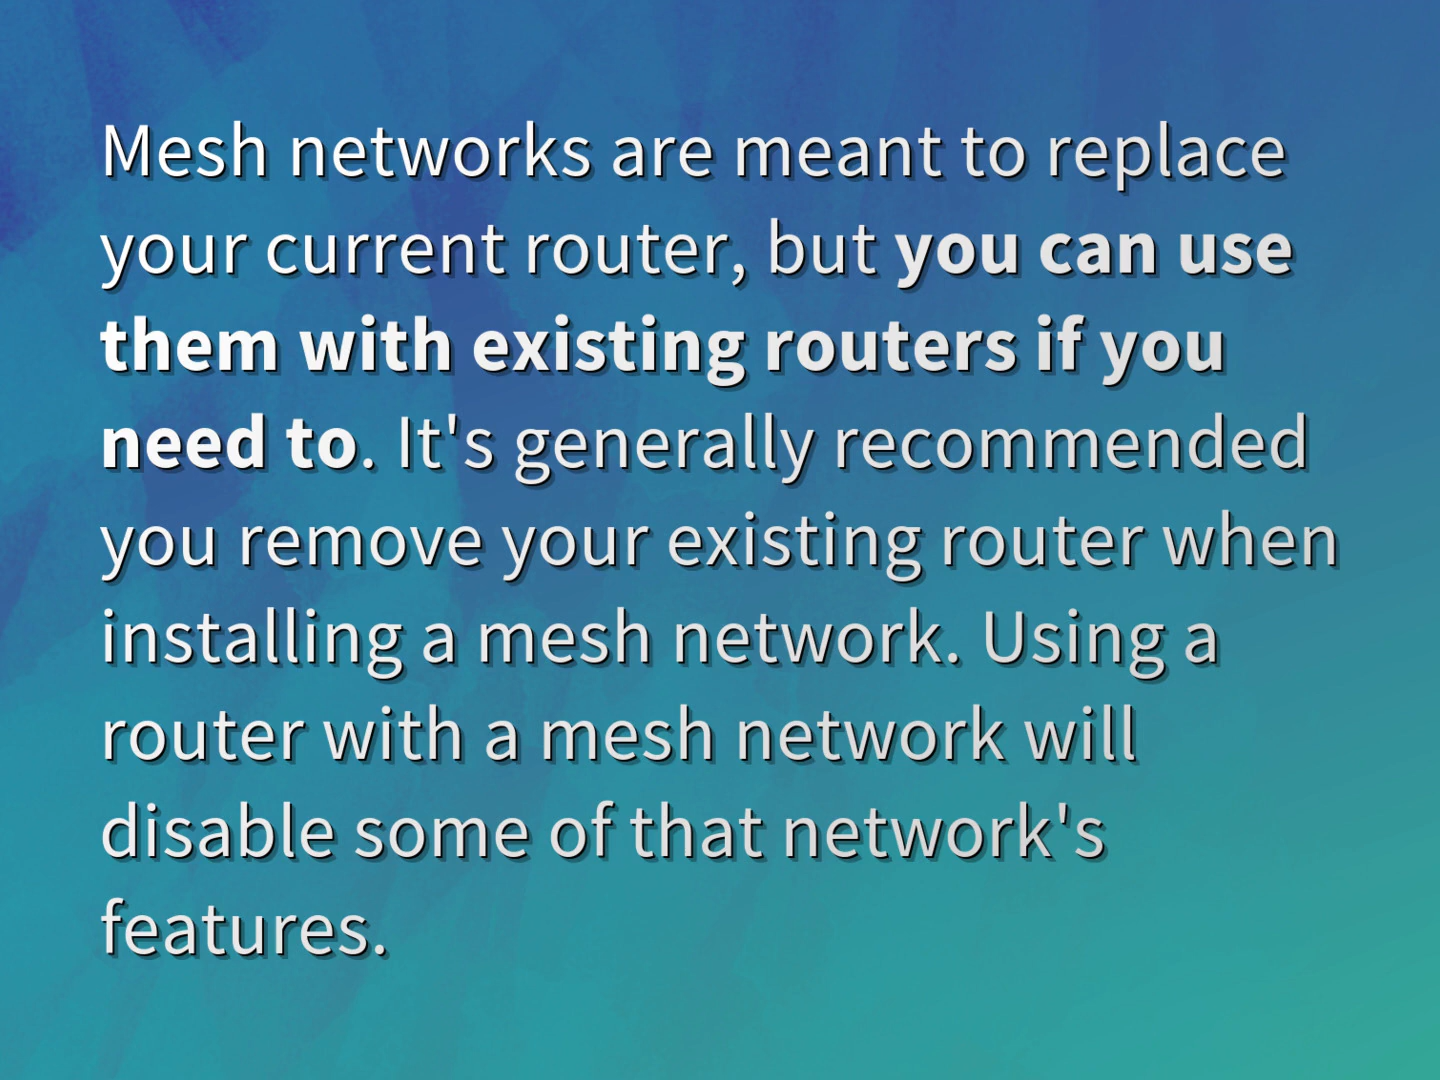 Mesh networks are meant to replace
your current router, but you can use
them with existing routers if you
need to. It's generally recommended
you remove your existing router when
installing a mesh network. Using a
router with a mesh network will
disable some of that network's
features.